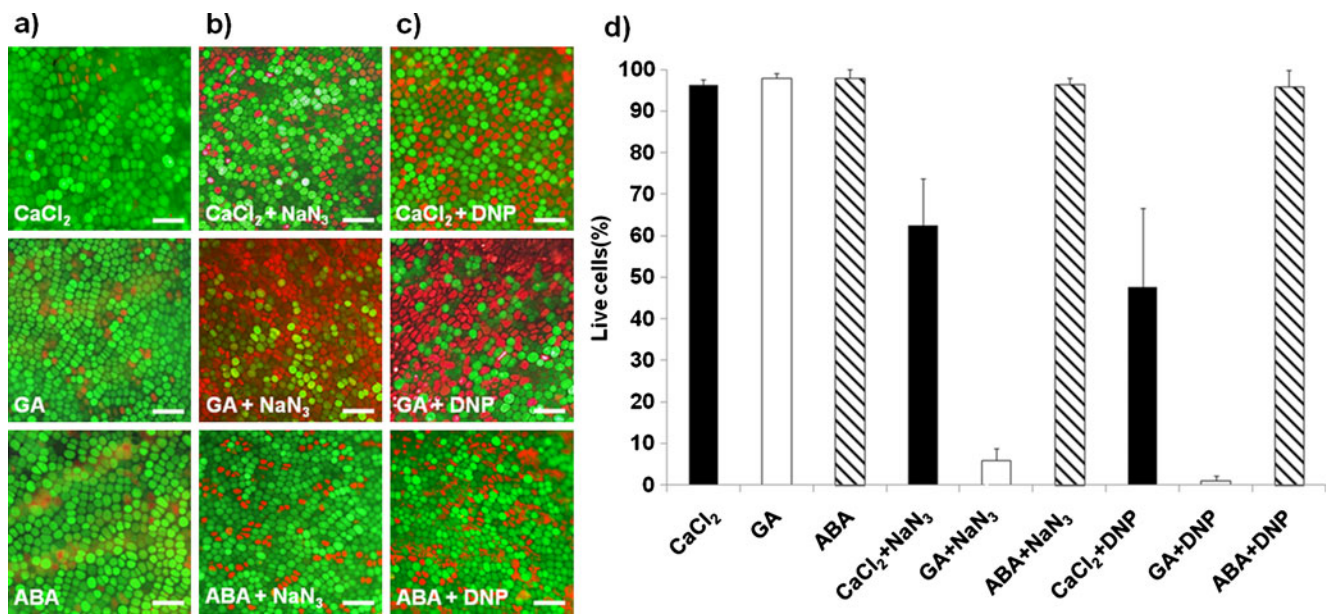 a)
b)
c)
d)
CaCl₂
CaCl₂ + NaN₃
CaCl₂ + DNP
GA
GA + NaN₃
GA + DNP
ABA
ABA + NaN₃
ABA + DNP
Live cells(%)
100
90
80
70
60
50
40
30
20
10
0
CaCl₂
GA
ABA
CaCl₂+NaN₃
GA+NaN₃
ABA+NaN₃
CaCl₂+DNP
GA+DNP
ABA+DNP